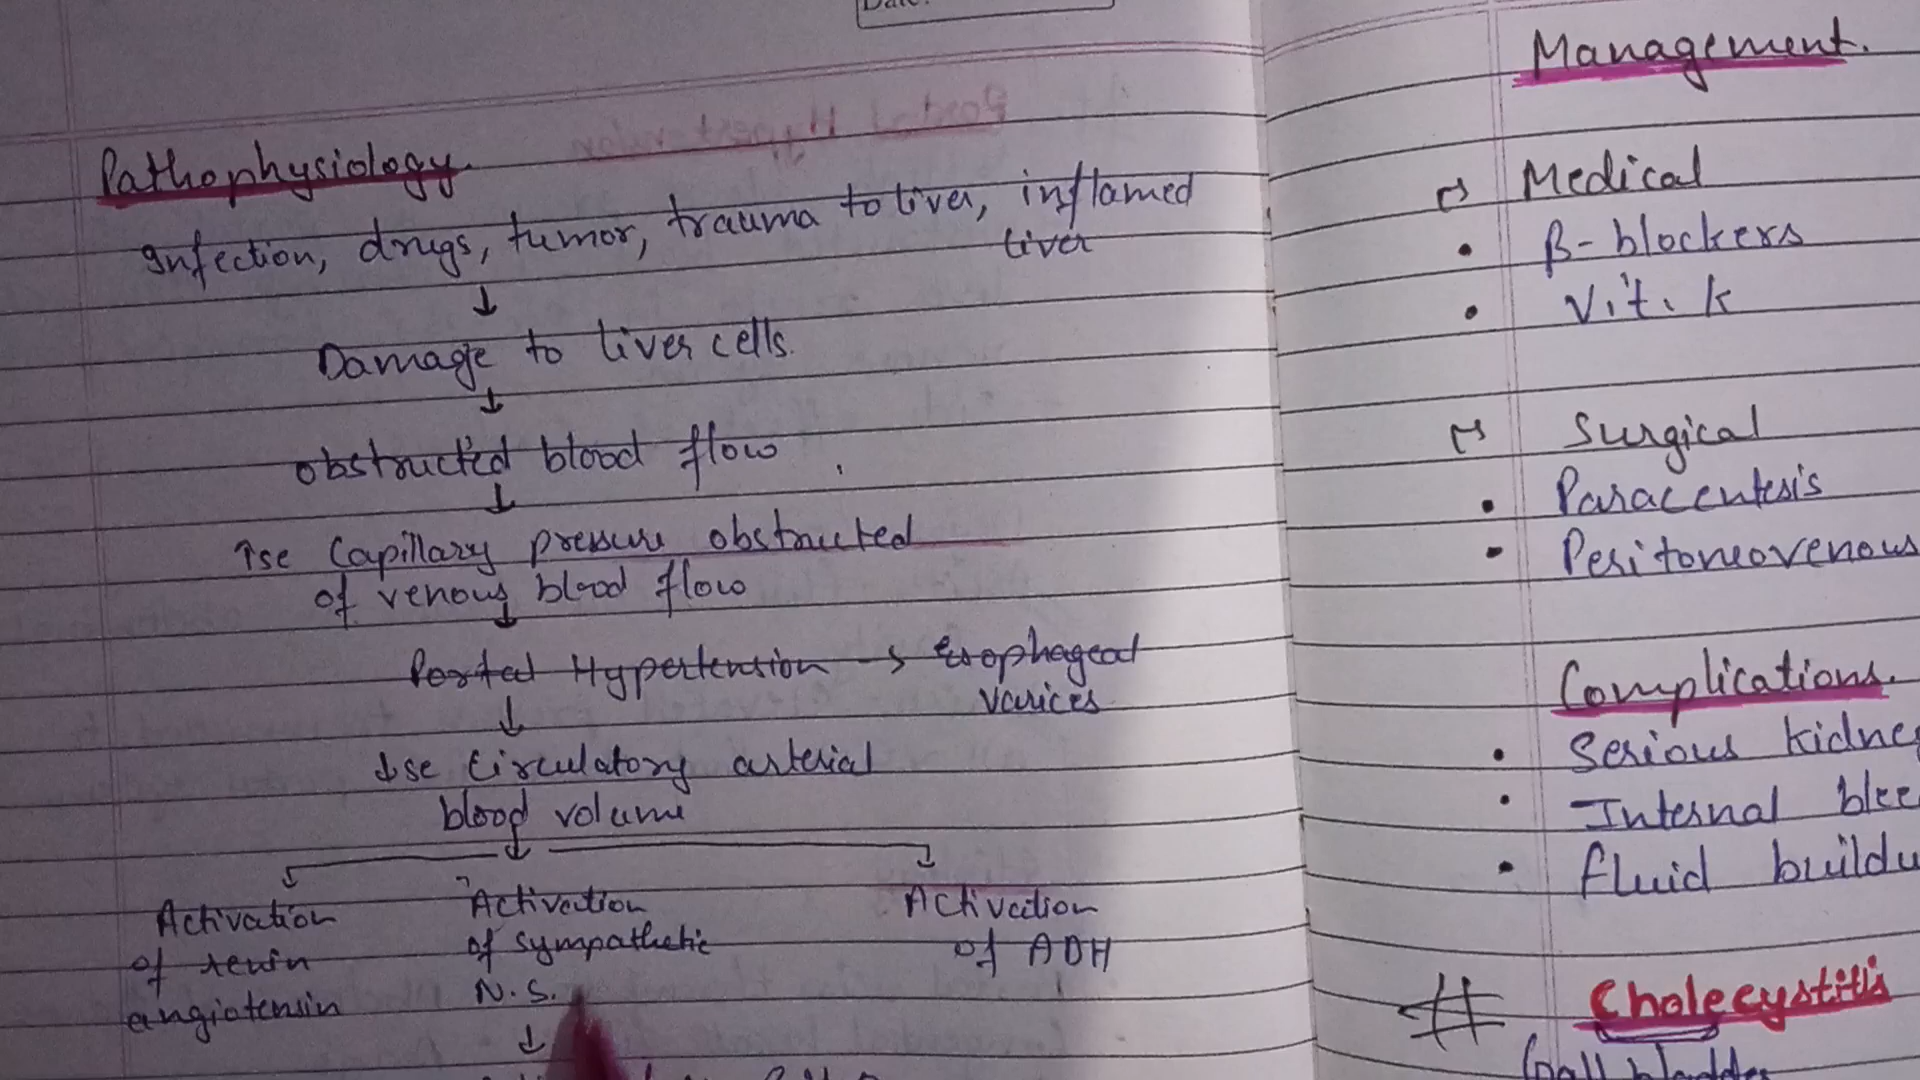 Date:
Pathophysiology.
Infection, drugs, tumor, trauma to liver, inflamed
liver
↓
Damage to liver cells.
↓
Obstructed blood flow
↓
↑se Capillary pressure obstructed
of venous blood flow
↓
Portal Hypertension → Esophageal
varices
↓
↓se Circulatory arterial
blood volume
Activation
of renin
angiotensin
Activation
of sympathetic
N.S.
↓
Activation
of ADH
Management.
Medical
• β-blockers
• Vit. K
Surgical
• Paracentesis
• Peritoneovenous
Complications.
• Serious kidne
• Internal blee
• fluid buildu
# Cholecystitis